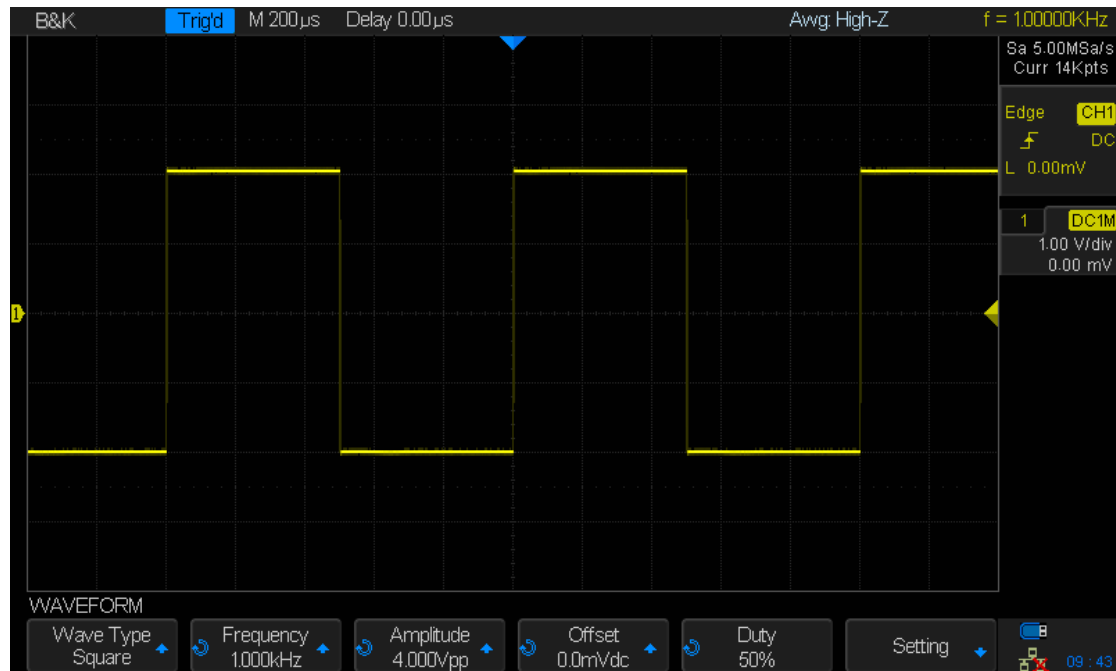 B&K Trig'd M 200µs Delay 0.00µs Awg: High-Z f = 1.00000KHz
Sa 5.00MSa/s
Curr 14Kpts
Edge CH1
DC
L 0.00mV
1 DC1M
1.00 V/div
0.00 mV
1
WAVEFORM
Wave Type Frequency Amplitude Offset Duty Setting
Square 1.000kHz 4.000Vpp 0.0mVdc 50%
09:43